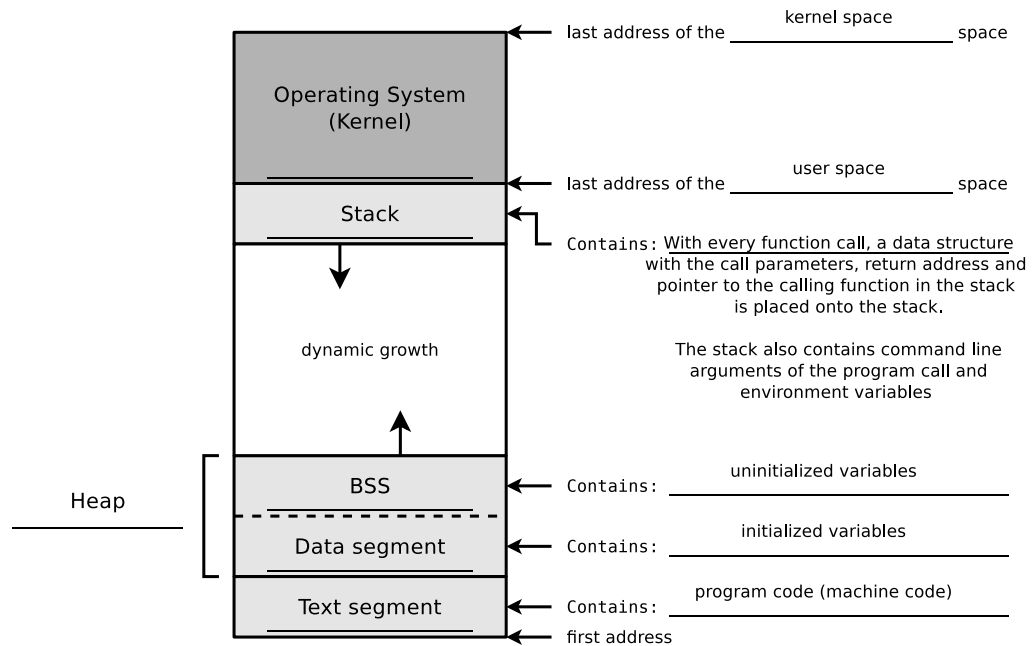 kernel space
last address of the space
Operating System
(Kernel)
user space
last address of the space
Stack
Contains: With every function call, a data structure
with the call parameters, return address and
pointer to the calling function in the stack
is placed onto the stack.
dynamic growth
The stack also contains command line
arguments of the program call and
environment variables
BSS
uninitialized variables
Contains:
Heap
initialized variables
Data segment
Contains:
program code (machine code)
Text segment
Contains:
first address